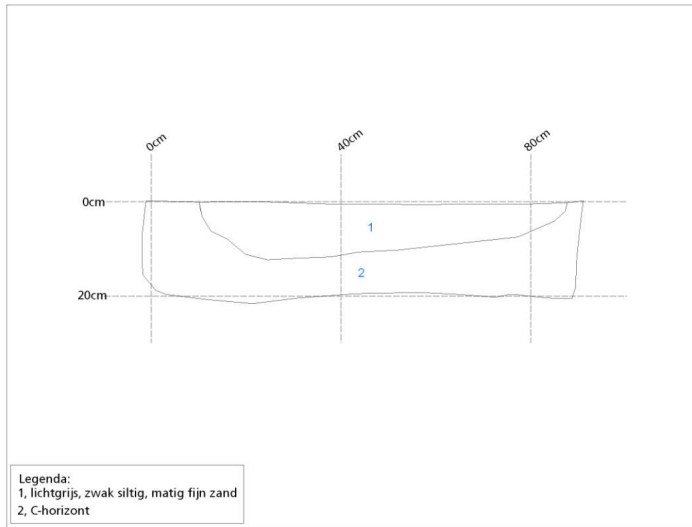 0cm
40cm
80cm
0cm
1
2
20cm
Legenda:
1, lichtgrijs, zwak siltig, matig fijn zand
2, C-horizont